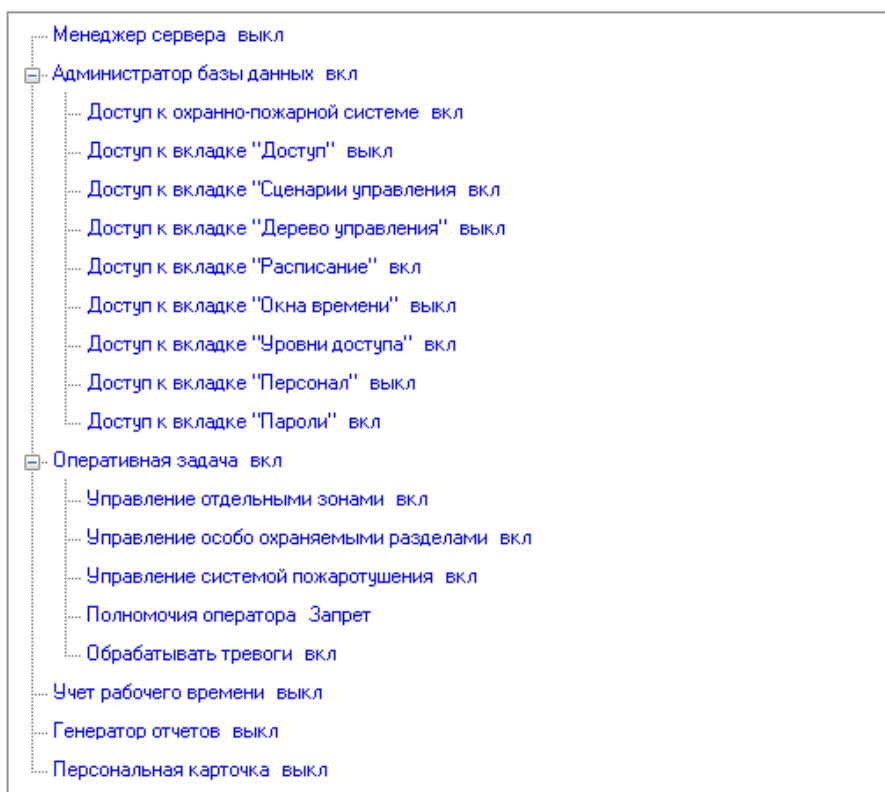 Менеджер сервера выкл
Администратор базы данных вкл
Доступ к охранно-пожарной системе вкл
Доступ к вкладке "Доступ" выкл
Доступ к вкладке "Сценарии управления вкл
Доступ к вкладке "Дерево управления" выкл
Доступ к вкладке "Расписание" вкл
Доступ к вкладке "Окна времени" выкл
Доступ к вкладке "Уровни доступа" вкл
Доступ к вкладке "Персонал" выкл
Доступ к вкладке "Пароли" вкл
Оперативная задача вкл
Управление отдельными зонами вкл
Управление особо охраняемыми разделами вкл
Управление системой пожаротушения вкл
Полномочия оператора Запрет
Обрабатывать тревоги вкл
Учет рабочего времени выкл
Генератор отчетов выкл
Персональная карточка выкл